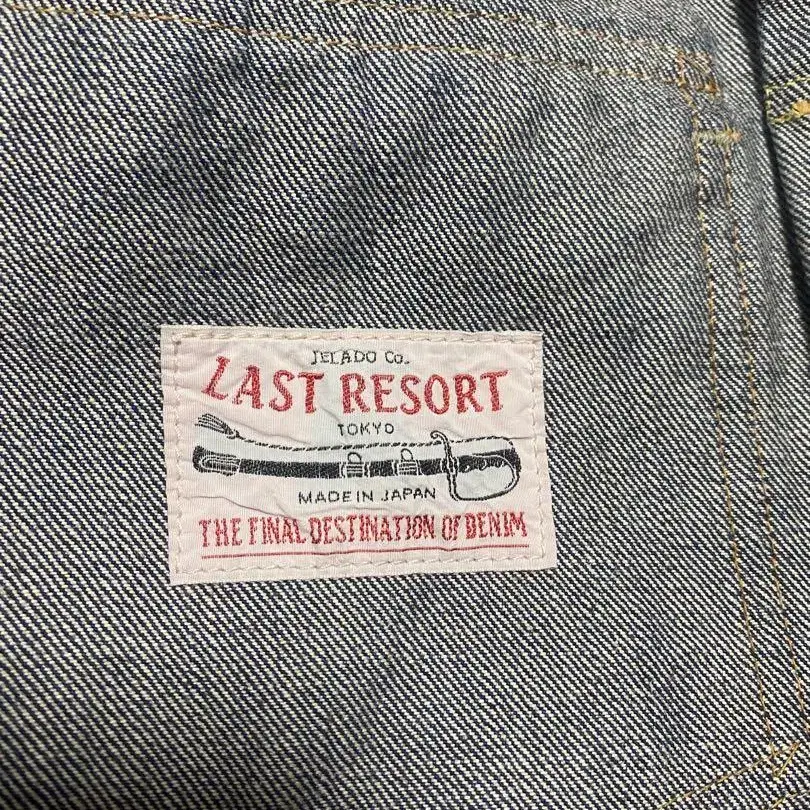 JELADO Co.
LAST RESORT
TOKYO
MADE IN JAPAN
THE FINAL DESTINATION OF DENIM